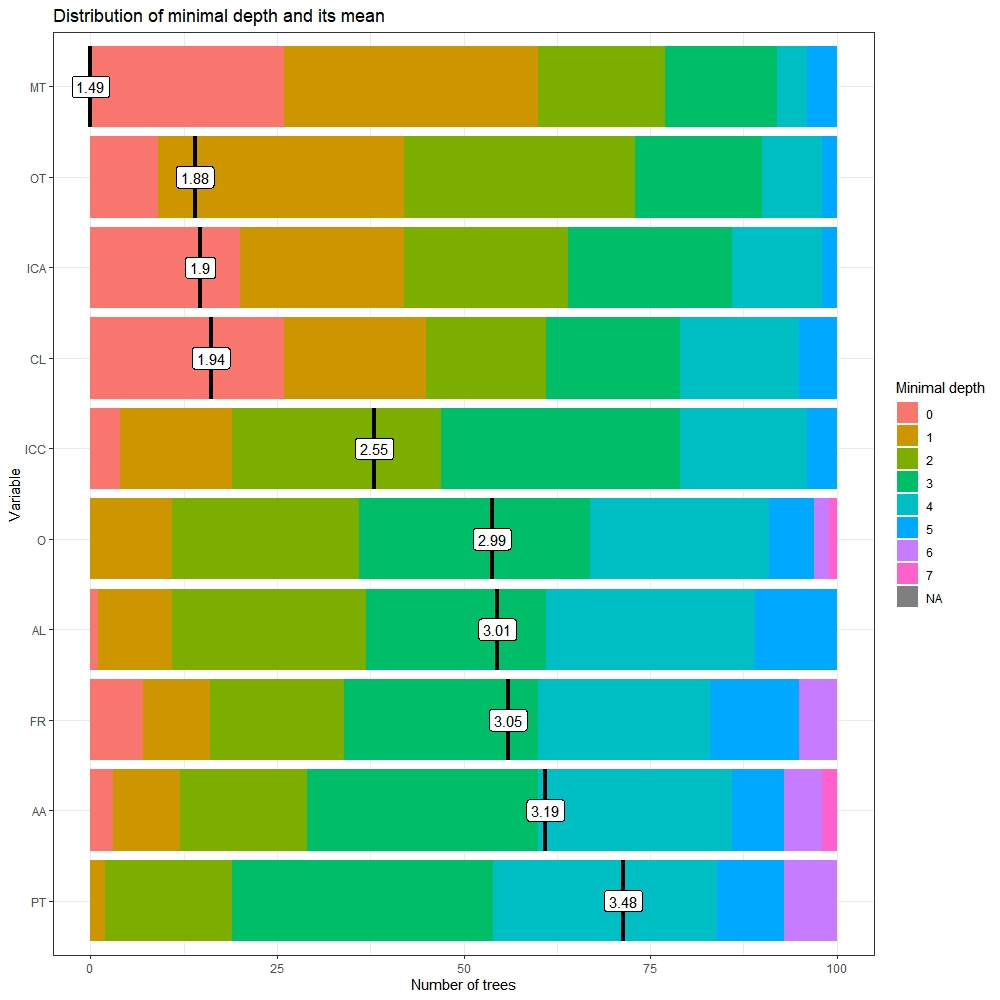 Distribution of minimal depth and its mean
MT
1.49
OT
1.88
ICA
1.9
CL
1.94
ICC
2.55
O
2.99
AL
3.01
FR
3.05
AA
3.19
PT
3.48
Variable
0 25 50 75 100
Number of trees
Minimal depth
0
1
2
3
4
5
6
7
NA